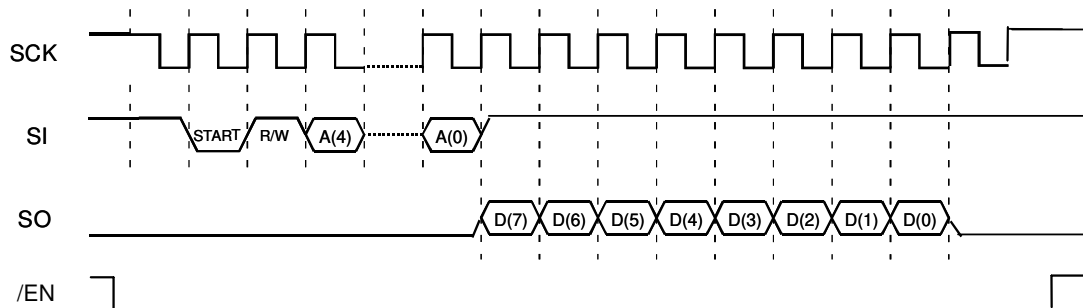 SCK
SI START R/W A(4) A(0)
SO D(7) D(6) D(5) D(4) D(3) D(2) D(1) D(0)
/EN